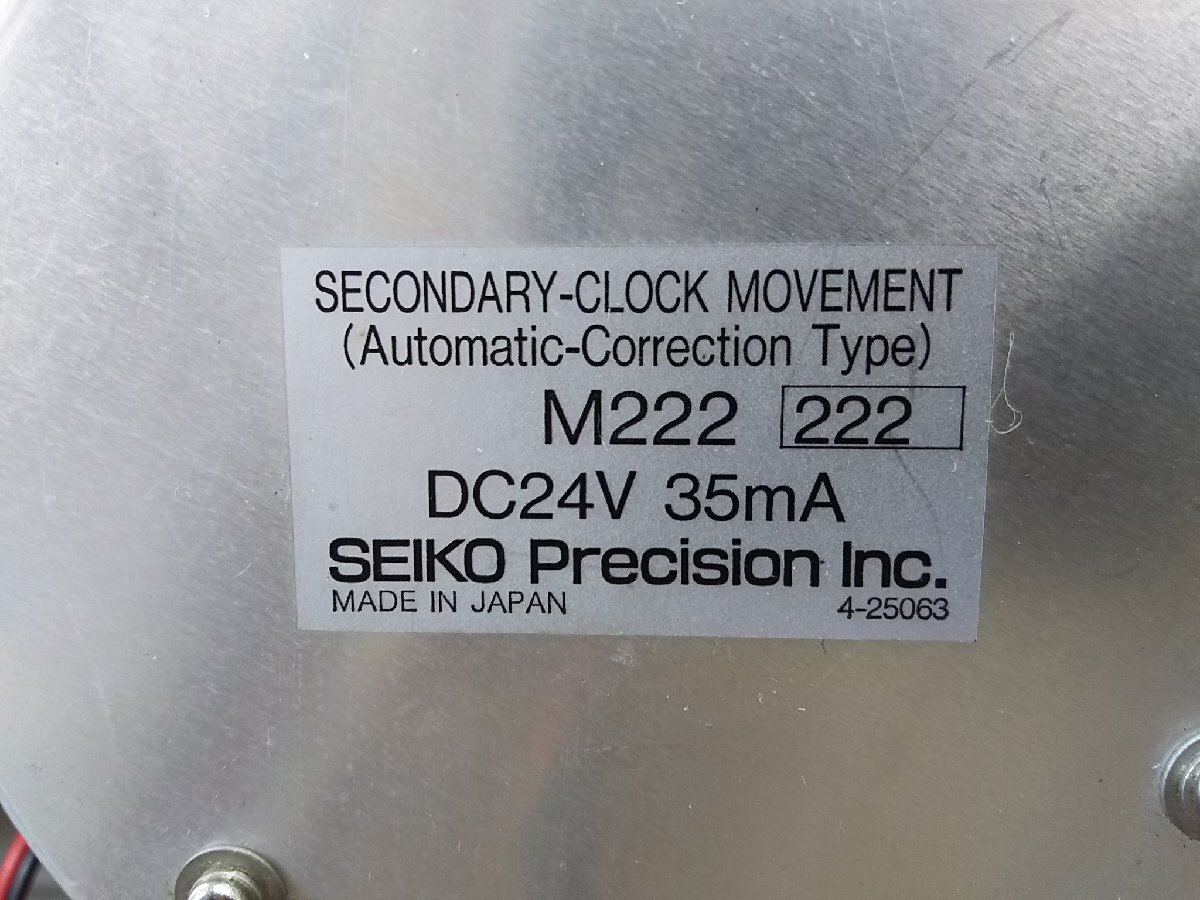 SECONDARY-CLOCK MOVEMENT
(Automatic-Correction Type)
M222 222
DC24V 35mA
SEIKO Precision Inc.
MADE IN JAPAN 4-25063